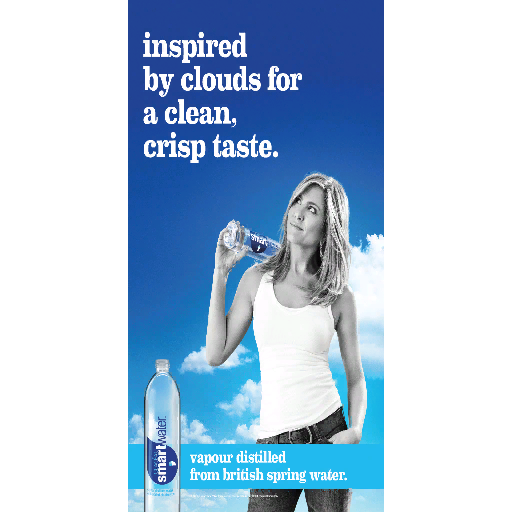 inspired
by clouds for
a clean,
crisp taste.
smart
smartwater.
vapour distilled
from british spring water.